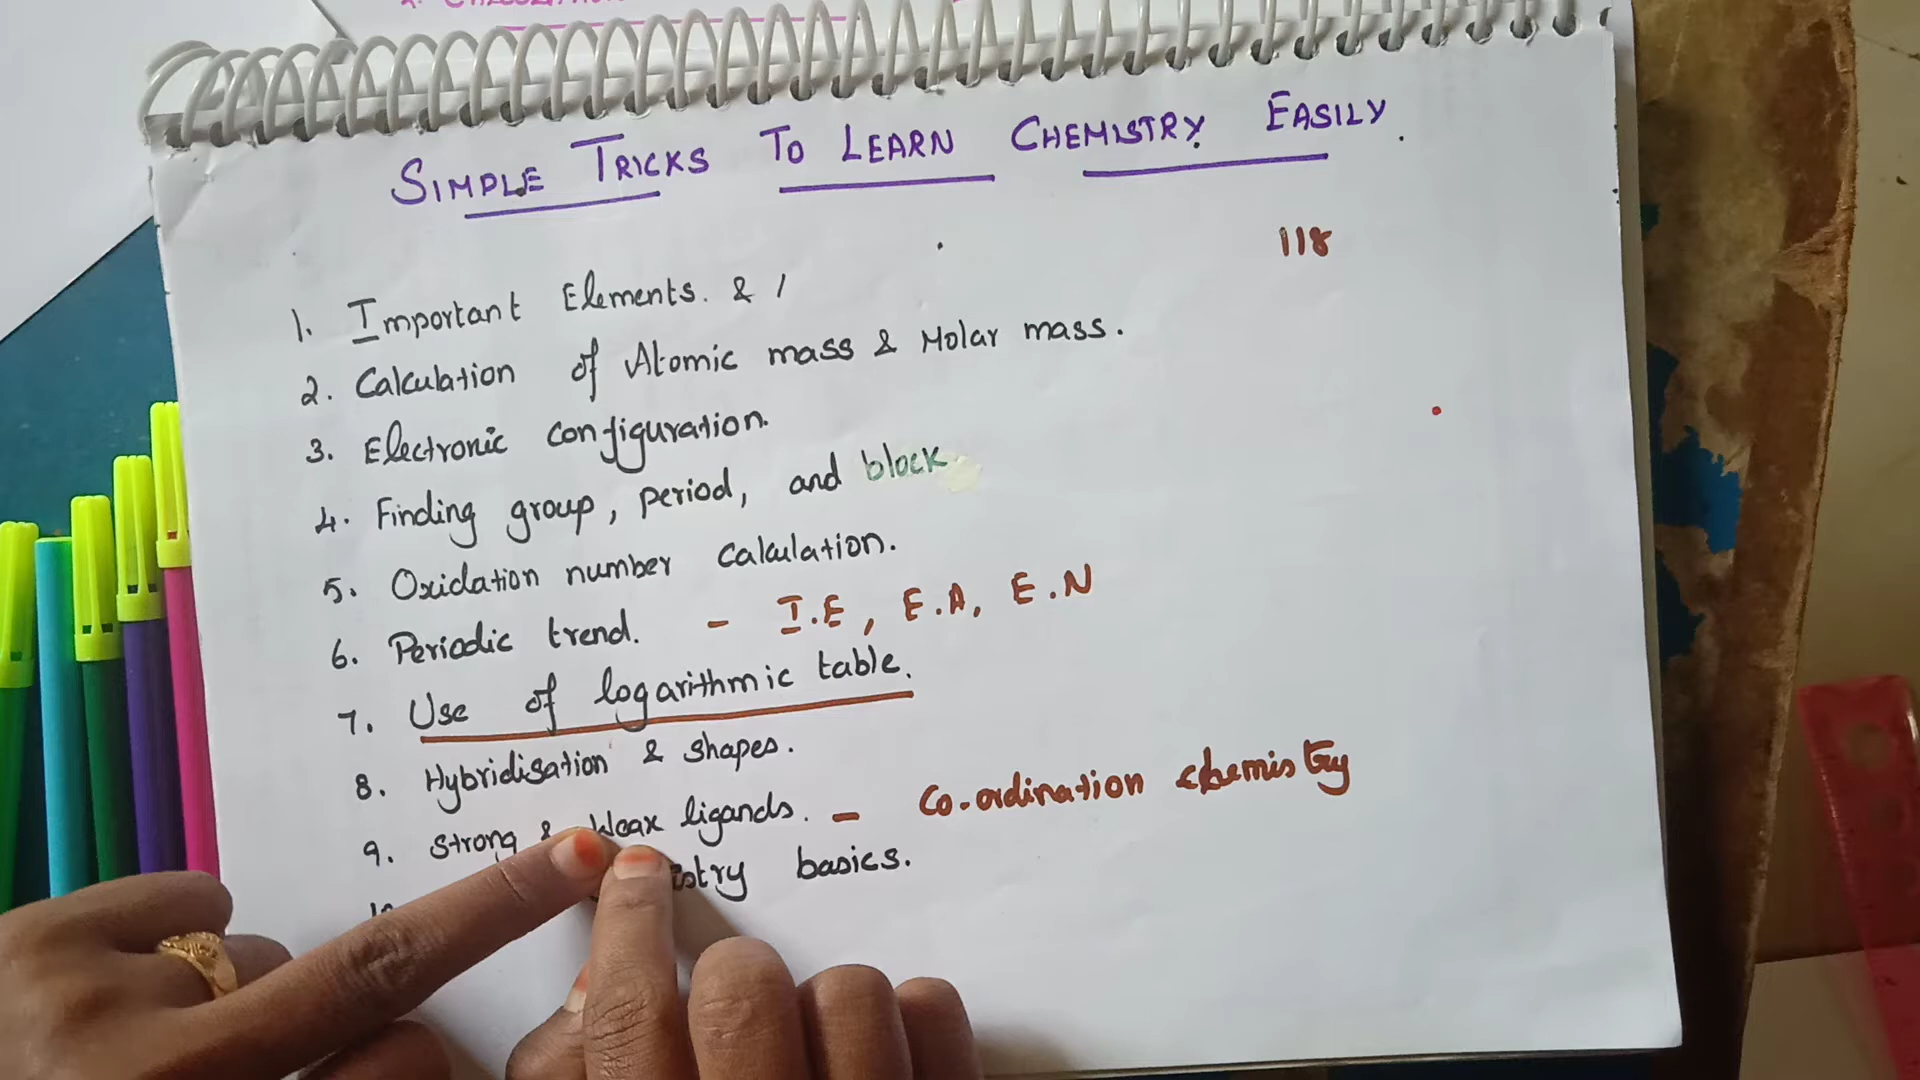 SIMPLE TRICKS TO LEARN CHEMISTRY EASILY.
118
1. Important Elements. & /
2. Calculation of Atomic mass & Molar mass.
3. Electronic configuration.
4. Finding group, period, and block
5. Oxidation number calculation.
6. Periodic trend. - I.E, E.A, E.N
7. Use of logarithmic table.
8. Hybridisation & shapes.
9. Strong & Weak ligands. - Co-ordination chemistry
istry basics.